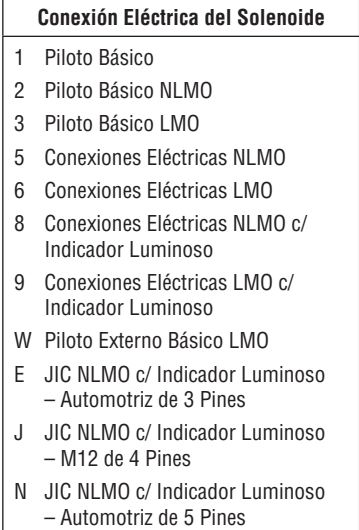 Conexión Eléctrica del Solenoide
1 Piloto Básico
2 Piloto Básico NLMO
3 Piloto Básico LMO
5 Conexiones Eléctricas NLMO
6 Conexiones Eléctricas LMO
8 Conexiones Eléctricas NLMO c/
Indicador Luminoso
9 Conexiones Eléctricas LMO c/
Indicador Luminoso
W Piloto Externo Básico LMO
E JIC NLMO c/ Indicador Luminoso
– Automotriz de 3 Pines
J JIC NLMO c/ Indicador Luminoso
– M12 de 4 Pines
N JIC NLMO c/ Indicador Luminoso
– Automotriz de 5 Pines